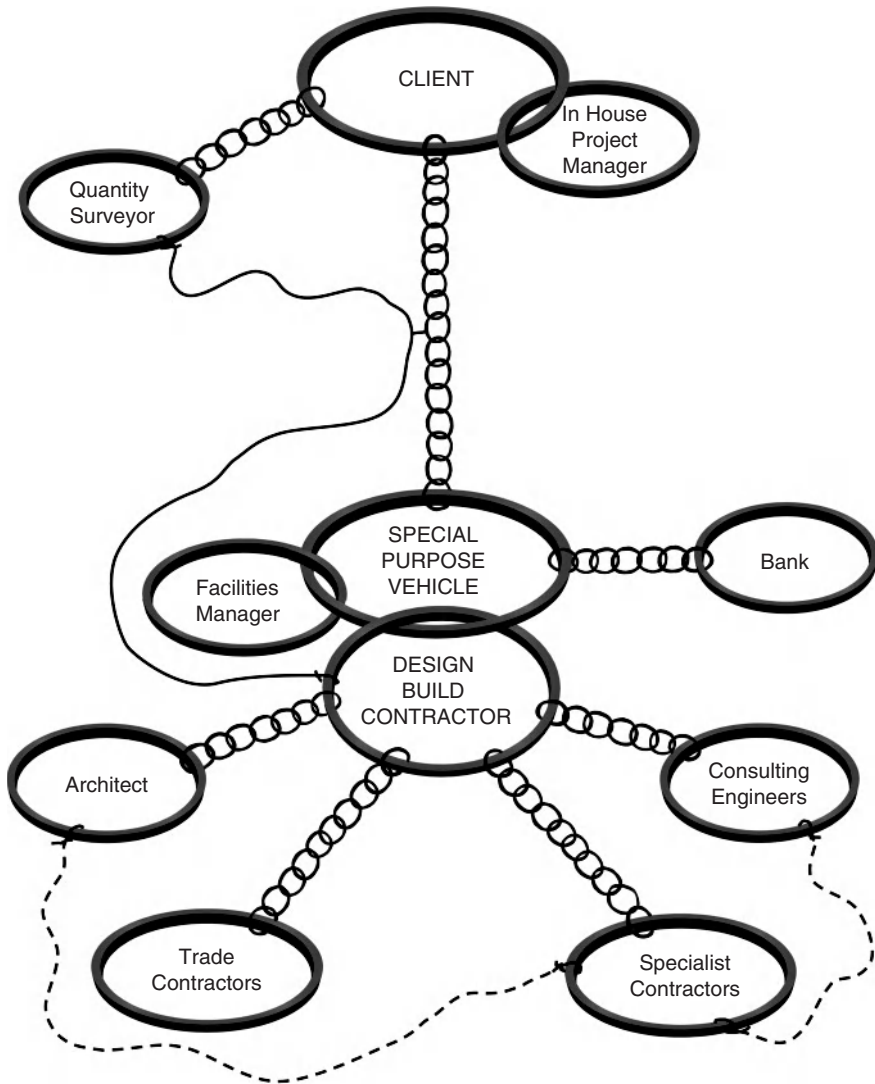 CLIENT
In House
Project
Manager
Quantity
Surveyor
SPECIAL
PURPOSE
VEHICLE
Bank
Facilities
Manager
DESIGN
BUILD
CONTRACTOR
Architect
Consulting
Engineers
Trade
Contractors
Specialist
Contractors